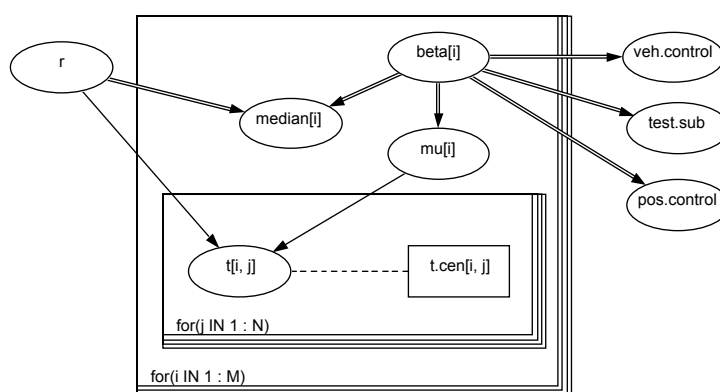 beta[i]
veh.control
r
median[i]
test.sub
mu[i]
pos.control
t[i, j]
t.cen[i, j]
for(j IN 1 : N)
for(i IN 1 : M)